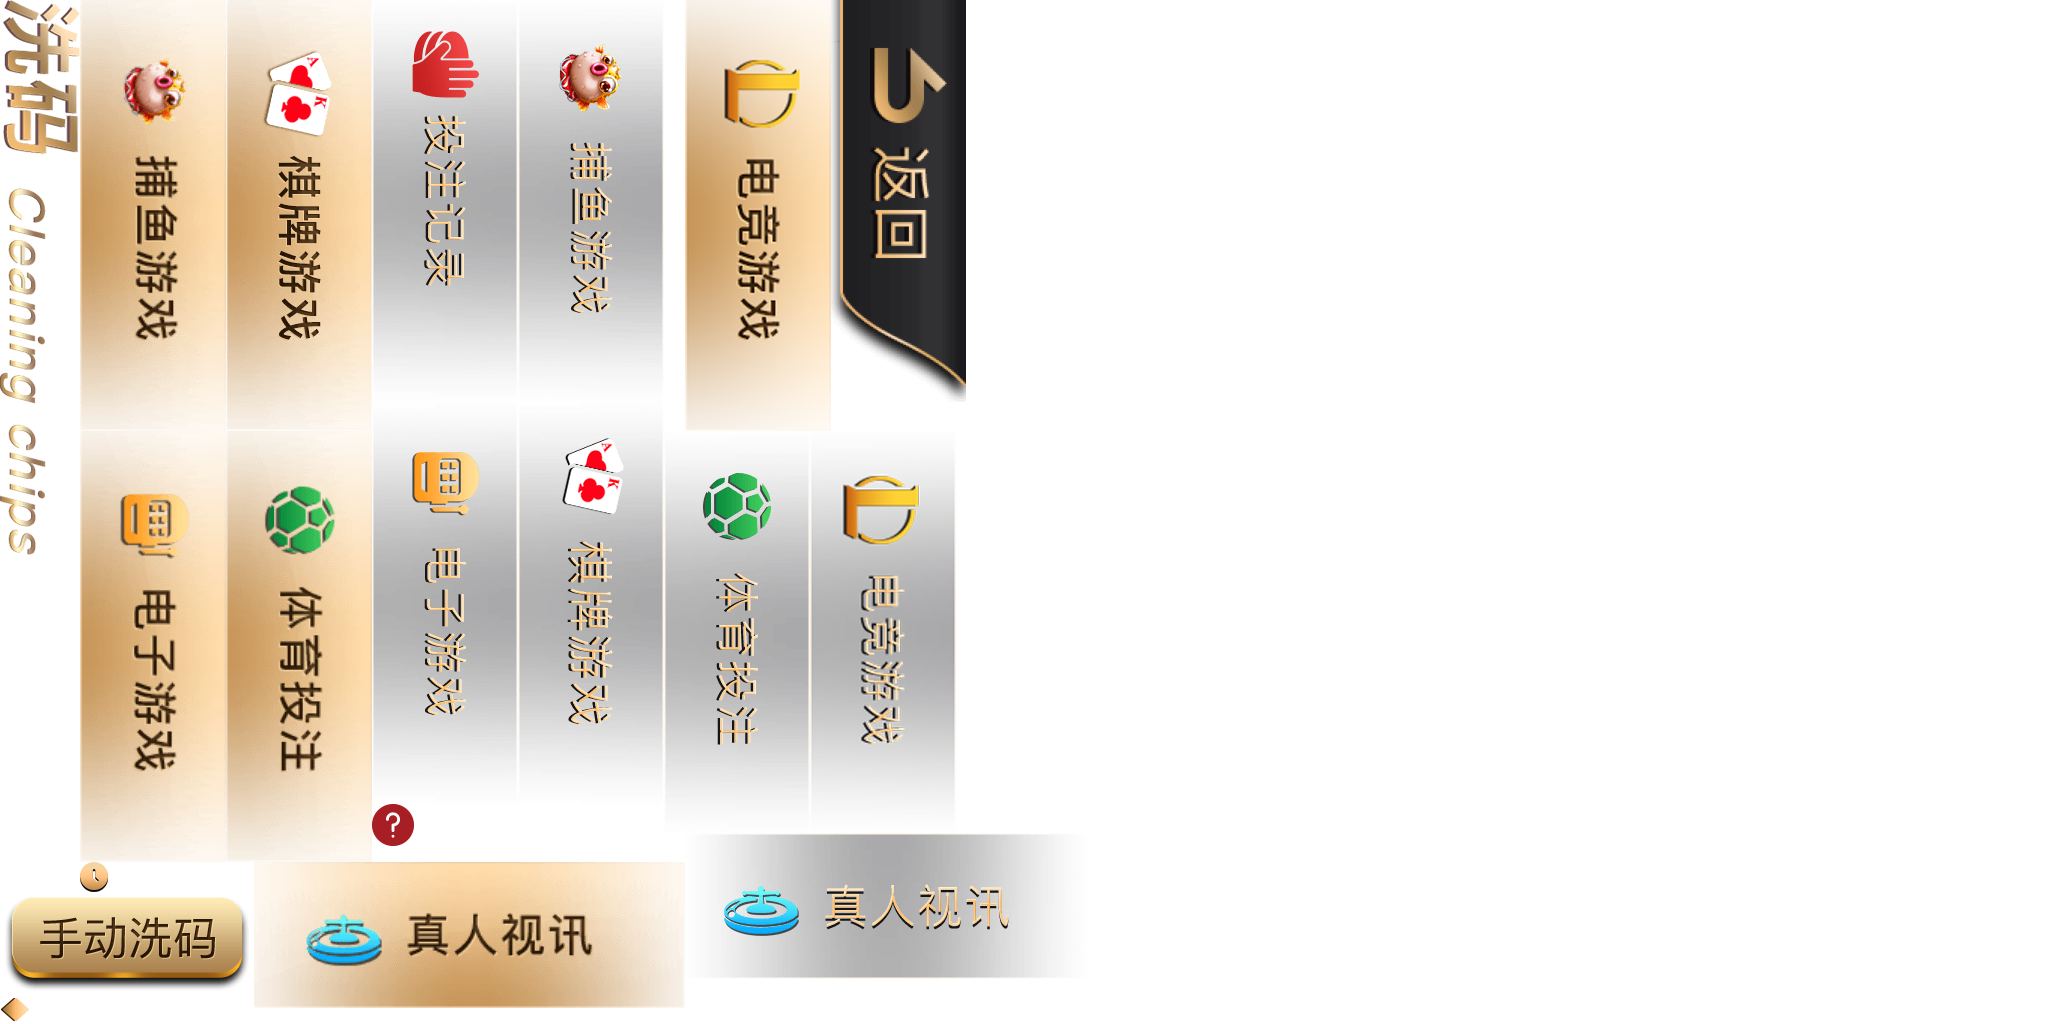 洗码
Cleaning chips
捕鱼游戏
棋牌游戏
投注记录
捕鱼游戏
电竞游戏
返回
电子游戏
体育投注
电子游戏
棋牌游戏
体育投注
电竞游戏
?
手动洗码
真人视讯
真人视讯